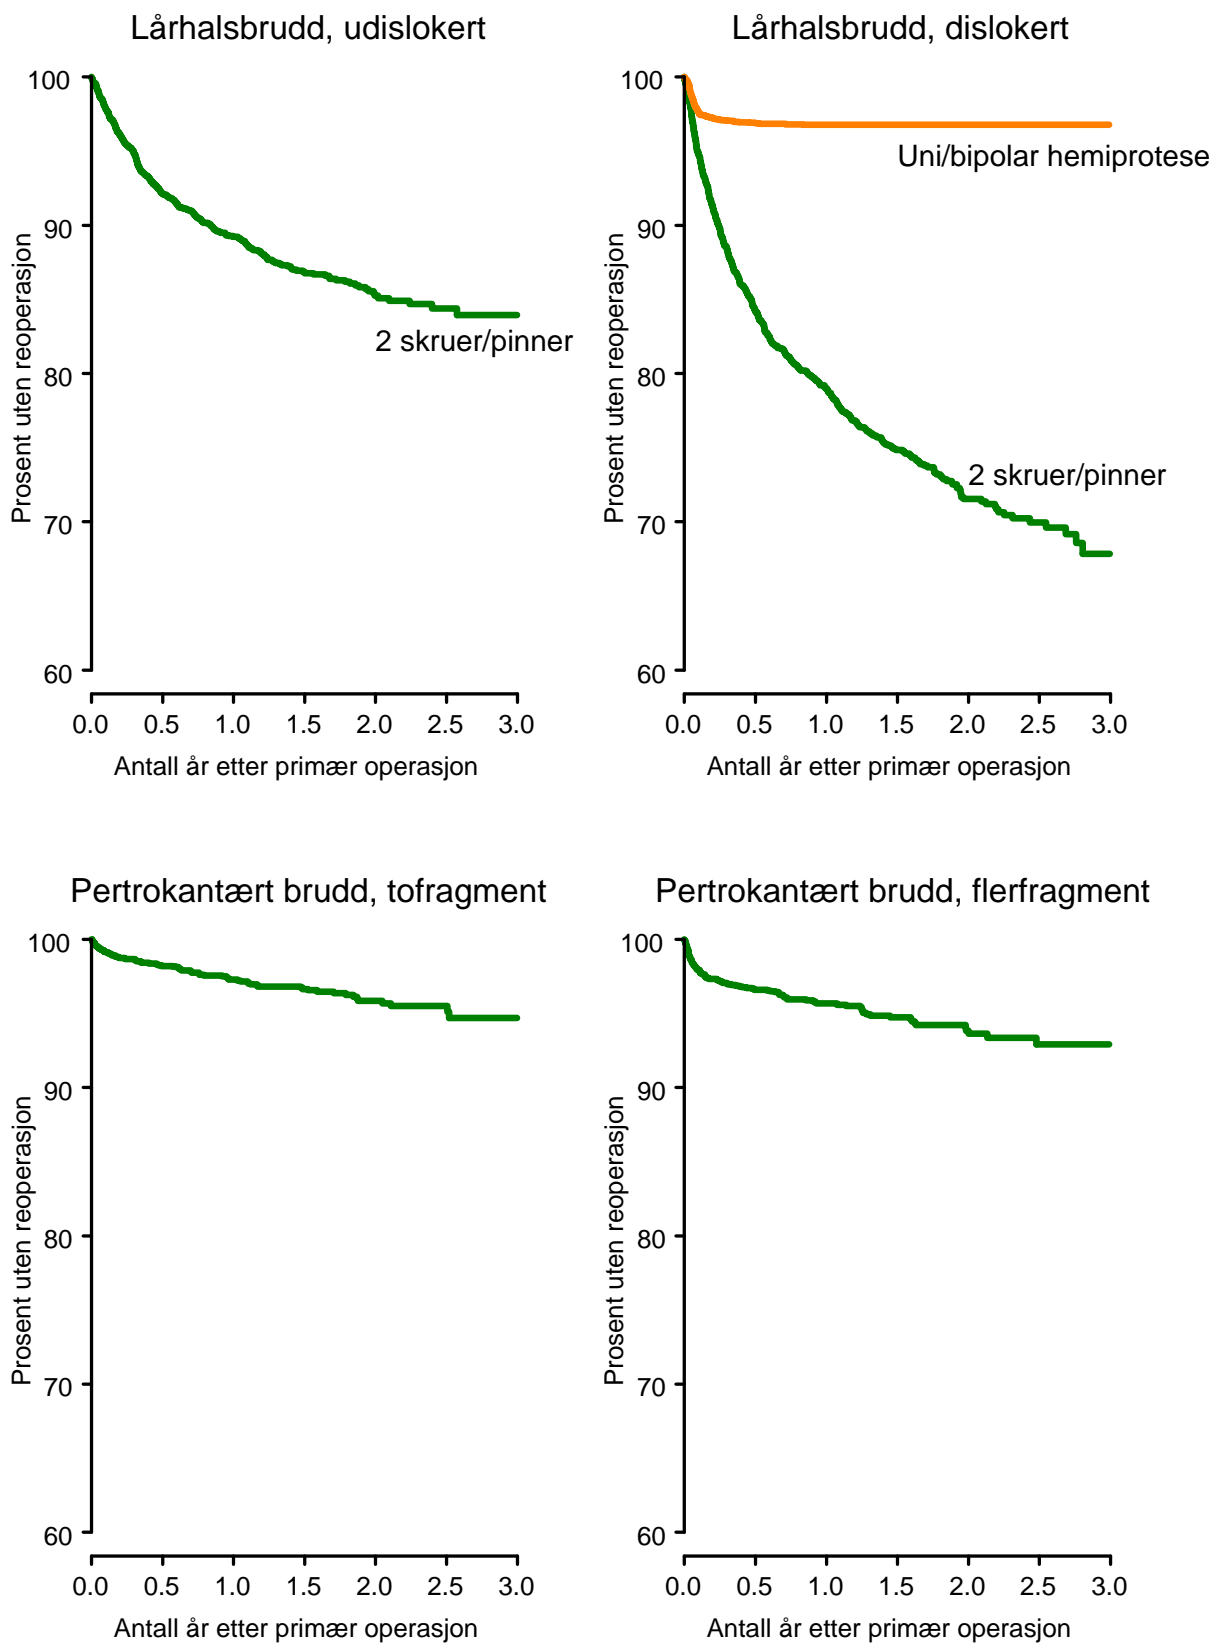 Lårhalsbrudd, udislokert
Prosent uten reoperasjon
100
90
80
70
60
2 skruer/pinner
0.0 0.5 1.0 1.5 2.0 2.5 3.0
Antall år etter primær operasjon
Lårhalsbrudd, dislokert
Prosent uten reoperasjon
100
90
80
70
60
Uni/bipolar hemiprotese
2 skruer/pinner
0.0 0.5 1.0 1.5 2.0 2.5 3.0
Antall år etter primær operasjon
Pertrokantært brudd, tofragment
Prosent uten reoperasjon
100
90
80
70
60
0.0 0.5 1.0 1.5 2.0 2.5 3.0
Antall år etter primær operasjon
Pertrokantært brudd, flerfragment
Prosent uten reoperasjon
100
90
80
70
60
0.0 0.5 1.0 1.5 2.0 2.5 3.0
Antall år etter primær operasjon